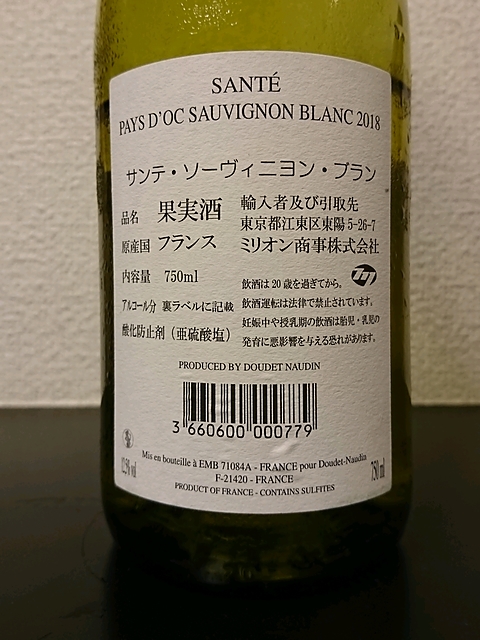 SANTÉ
PAYS D'OC SAUVIGNON BLANC 2018
サンテ・ソーヴィニヨン・ブラン
品名 果実酒
輸入者及び引取先
東京都江東区東陽5-26-7
原産国 フランス
ミリオン商事株式会社
内容量 750ml
飲酒は20歳を過ぎてから。
アルコール分 裏ラベルに記載
飲酒運転は法律で禁止されています。
酸化防止剤(亜硫酸塩)
妊娠中や授乳期の飲酒は胎児・乳児の
発育に悪影響を与える恐れがあります。
PRODUCED BY DOUDET NAUDIN
3 660600 000779
Mis en bouteille à EMB 71084A - FRANCE pour Doudet-Naudin
12,5% vol
F-21420 - FRANCE
750 ml
PRODUCT OF FRANCE - CONTAINS SULFITES